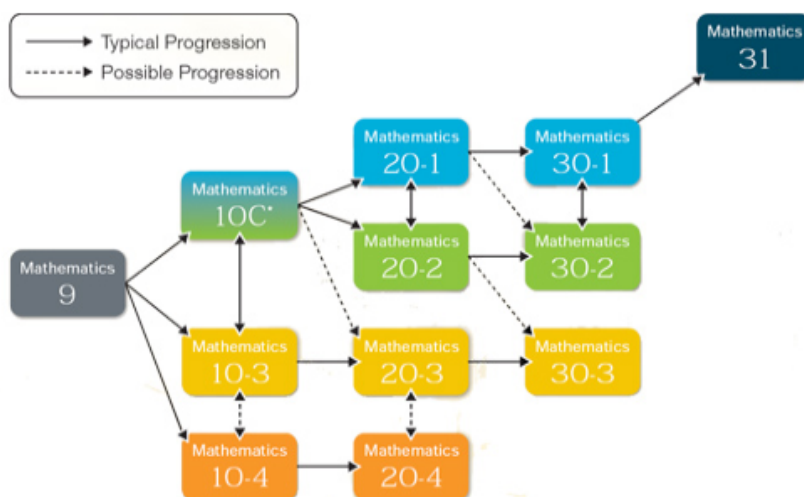 Typical Progression
Possible Progression
Mathematics
31
Mathematics
20-1
Mathematics
30-1
Mathematics
10C*
Mathematics
20-2
Mathematics
30-2
Mathematics
9
Mathematics
10-3
Mathematics
20-3
Mathematics
30-3
Mathematics
10-4
Mathematics
20-4